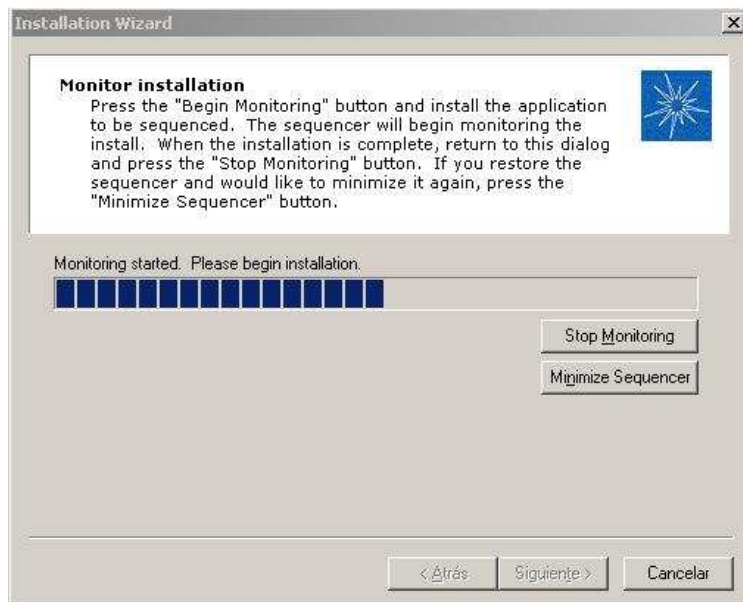 Installation Wizard
Monitor installation
Press the "Begin Monitoring" button and install the application
to be sequenced. The sequencer will begin monitoring the
install. When the installation is complete, return to this dialog
and press the "Stop Monitoring" button. If you restore the
sequencer and would like to minimize it again, press the
"Minimize Sequencer" button.
Monitoring started. Please begin installation.
Stop Monitoring
Minimize Sequencer
< Atrás
Siguiente >
Cancelar